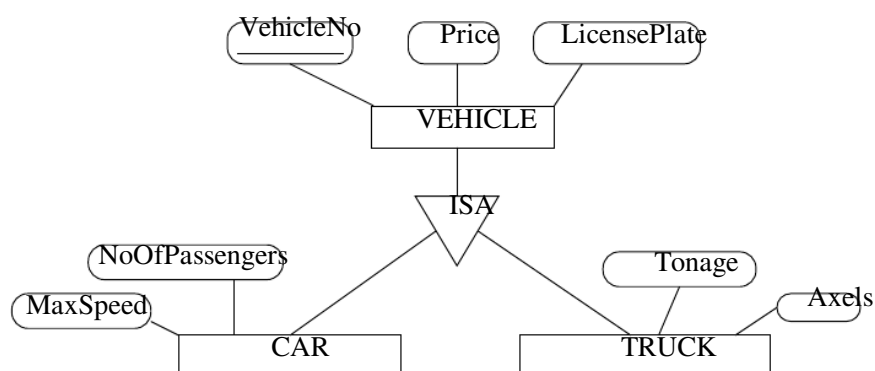 VehicleNo
Price
LicensePlate
VEHICLE
ISA
NoOfPassengers
Tonage
MaxSpeed
Axels
CAR
TRUCK